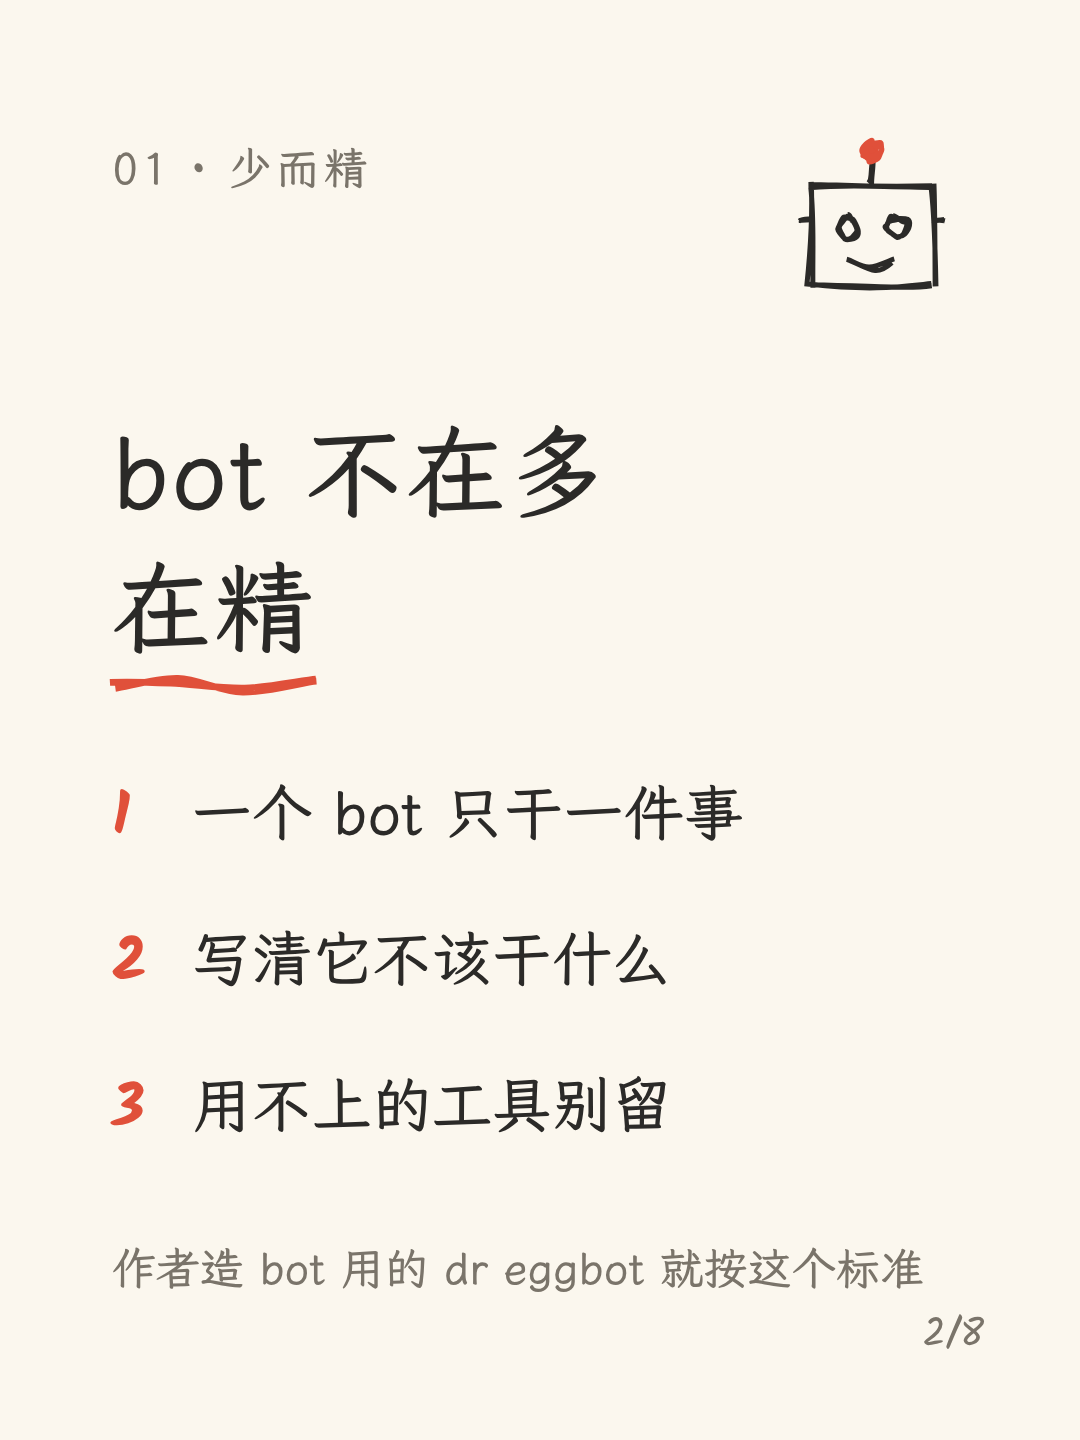 01 · 少而精
bot 不在多
在精
1 一个 bot 只干一件事
2 写清它不该干什么
3 用不上的工具别留
作者造 bot 用的 dr eggbot 就按这个标准
2/8